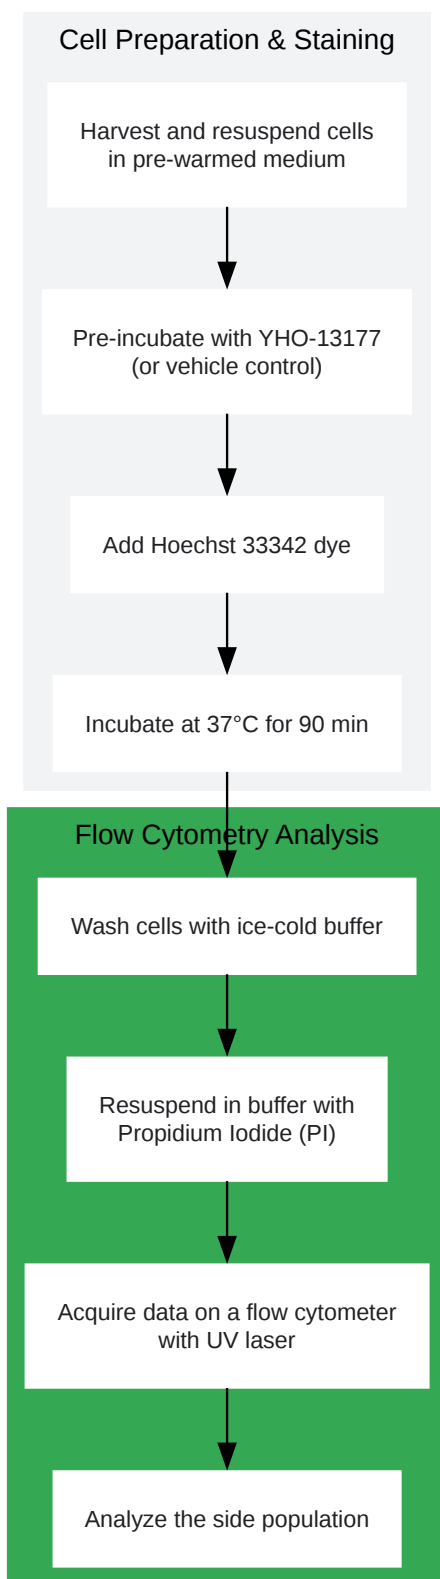 Cell Preparation & Staining
Harvest and resuspend cells
in pre-warmed medium
Pre-incubate with YHO-13177
(or vehicle control)
Add Hoechst 33342 dye
Incubate at 37°C for 90 min
Flow Cytometry Analysis
Wash cells with ice-cold buffer
Resuspend in buffer with
Propidium Iodide (PI)
Acquire data on a flow cytometer
with UV laser
Analyze the side population